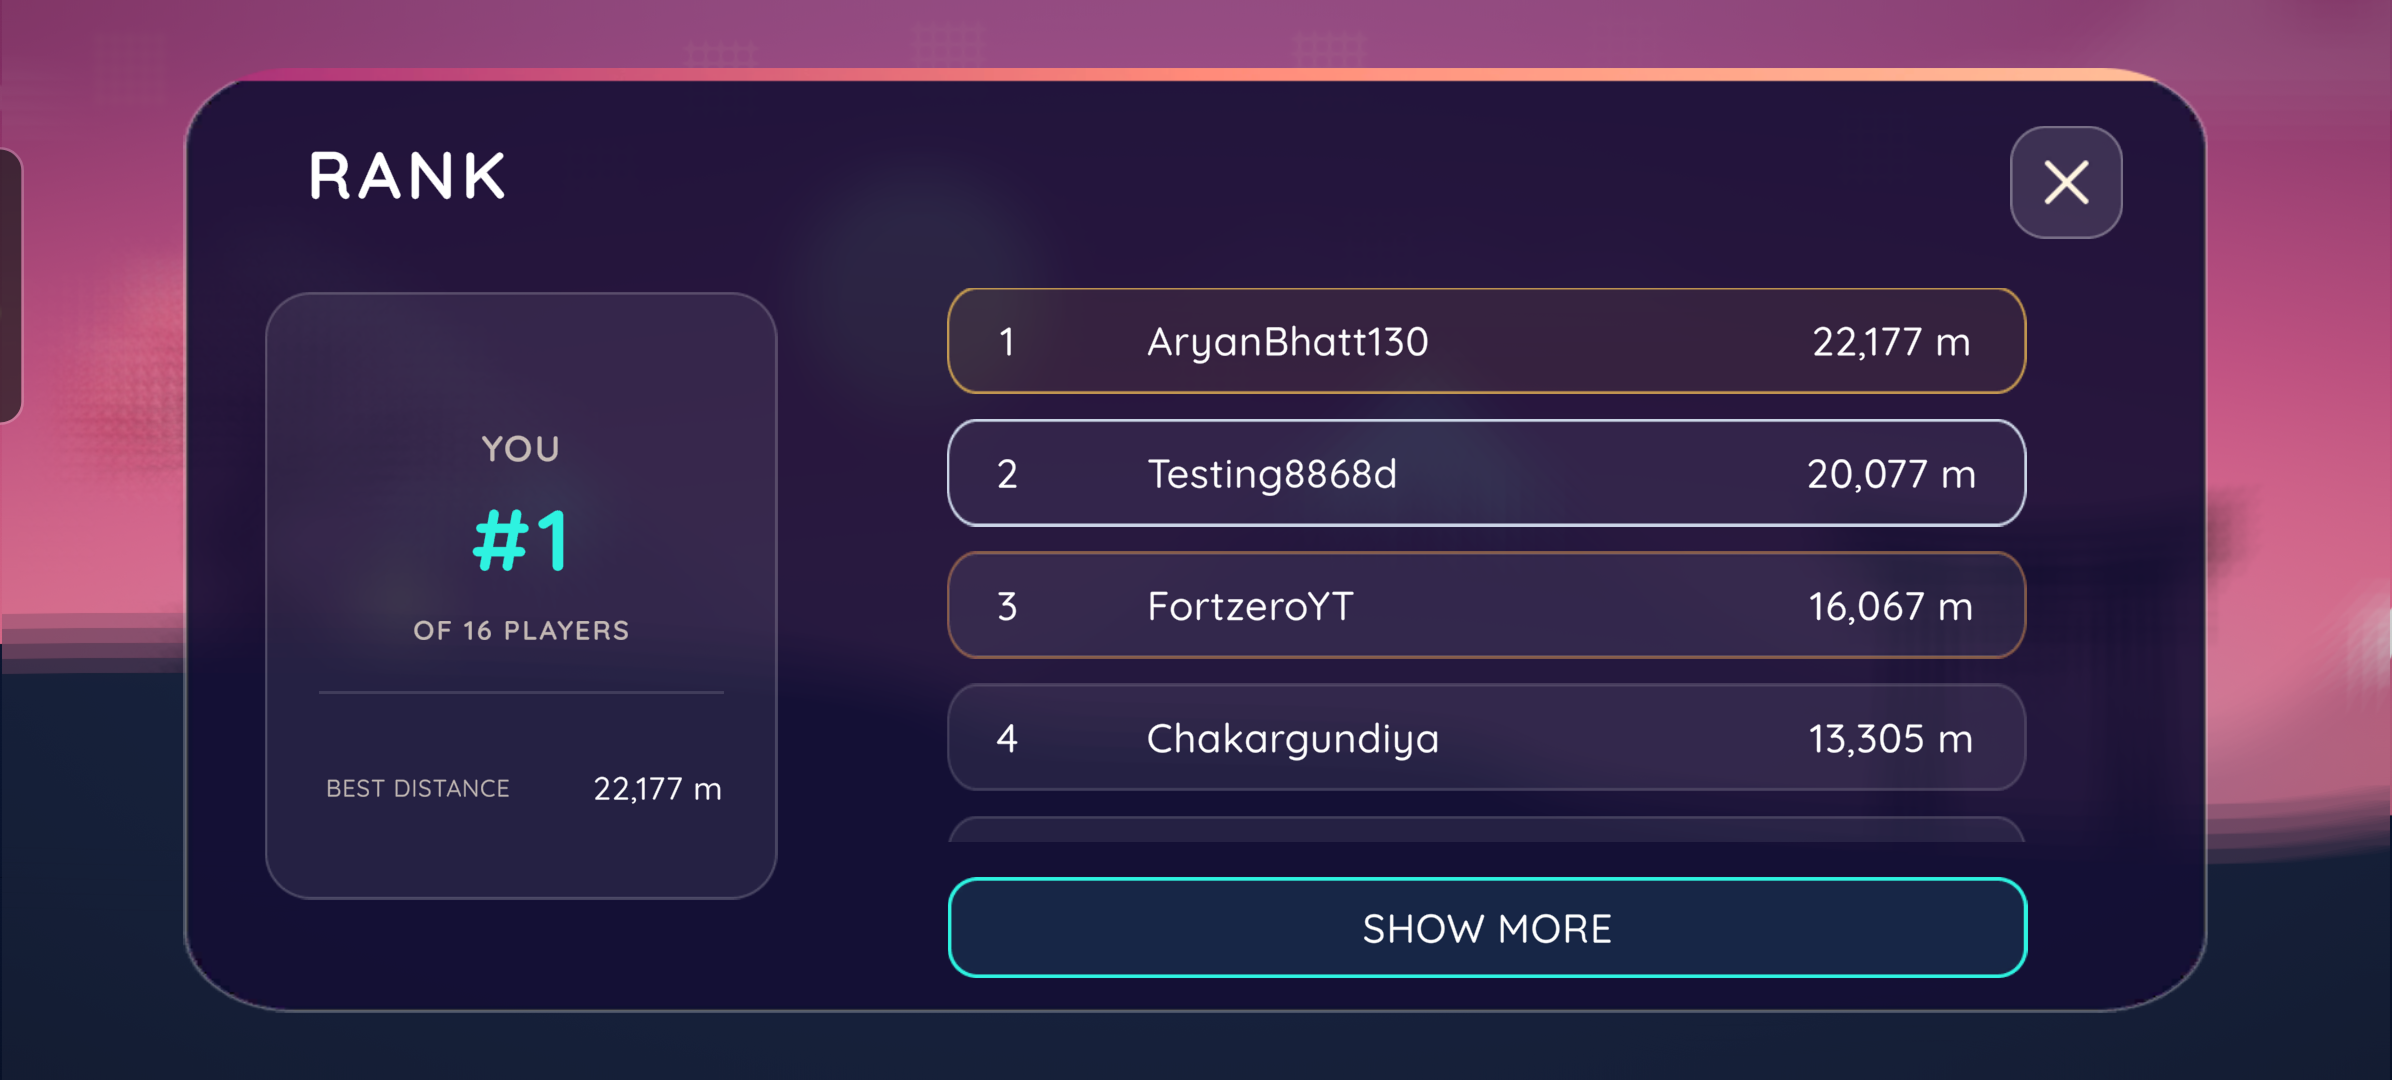 RANK
YOU
#1
OF 16 PLAYERS
BEST DISTANCE 22,177 m
1 AryanBhatt130 22,177 m
2 Testing8868d 20,077 m
3 FortzeroYT 16,067 m
4 Chakargundiya 13,305 m
SHOW MORE